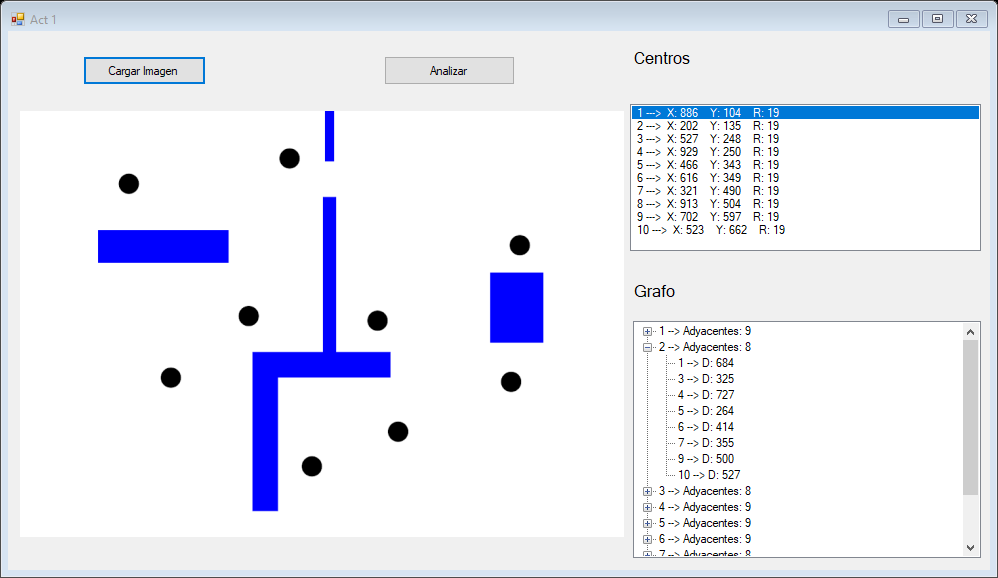 Act 1
Cargar Imagen
Analizar
Centros
1 ---> X: 886 Y: 104 R: 19
2 ---> X: 202 Y: 135 R: 19
3 ---> X: 527 Y: 248 R: 19
4 ---> X: 929 Y: 250 R: 19
5 ---> X: 466 Y: 343 R: 19
6 ---> X: 616 Y: 349 R: 19
7 ---> X: 321 Y: 490 R: 19
8 ---> X: 913 Y: 504 R: 19
9 ---> X: 702 Y: 597 R: 19
10 ---> X: 523 Y: 662 R: 19
Grafo
1 --> Adyacentes: 9
2 --> Adyacentes: 8
1 --> D: 684
3 --> D: 325
4 --> D: 727
5 --> D: 264
6 --> D: 414
7 --> D: 355
9 --> D: 500
10 --> D: 527
3 --> Adyacentes: 8
4 --> Adyacentes: 9
5 --> Adyacentes: 9
6 --> Adyacentes: 9
7 --> Adyacentes: 8